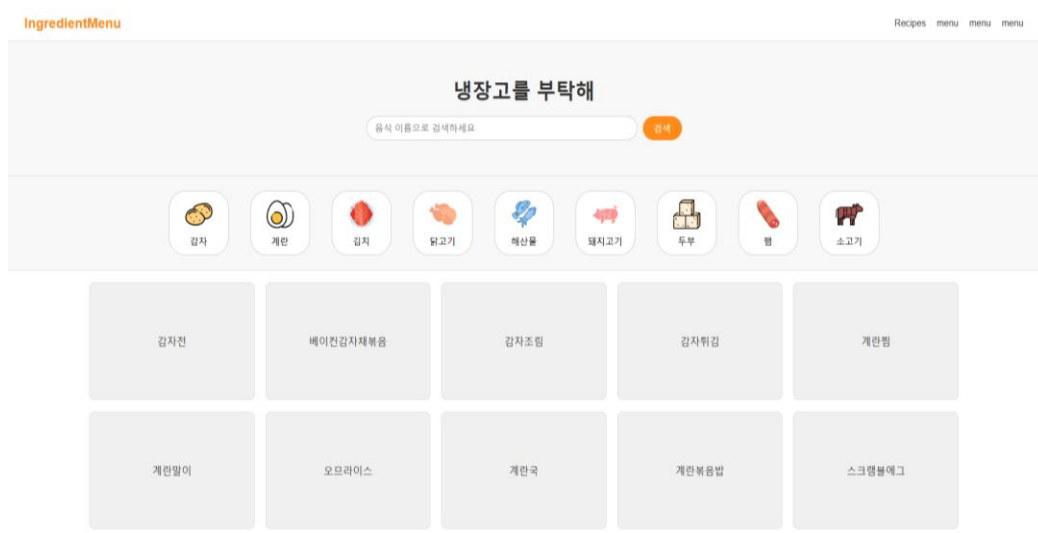 IngredientMenu
Recipes menu menu menu
냉장고를 부탁해
음식 이름으로 검색하세요 검색
감자 계란 김치 닭고기 해산물 돼지고기 두부 햄 소고기
감자전 베이컨감자채볶음 감자조림 감자튀김 계란찜
계란말이 오므라이스 계란국 계란볶음밥 스크램블에그